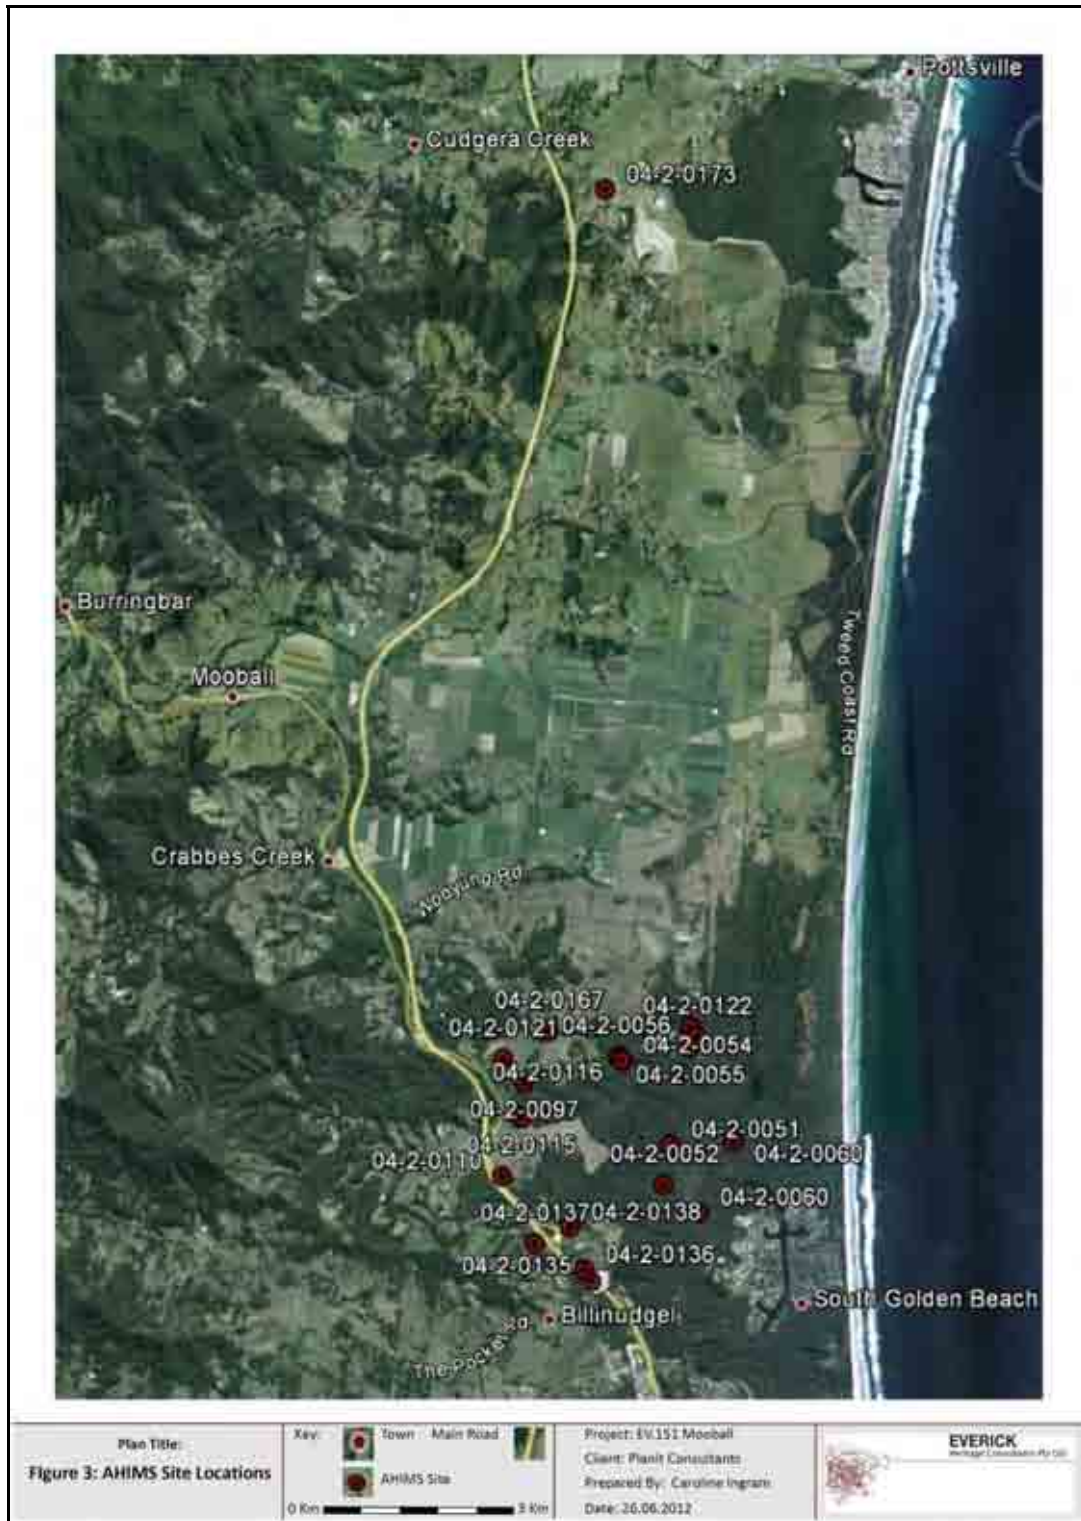 Pottsville
Cudgera Creek
04-2-0173
Burringbar
Mooball
Tweed Coast Rd
Crabbes Creek
Wooyung Rd
04-2-0167
04-2-0122
04-2-0121
04-2-0056
04-2-0054
04-2-0116
04-2-0055
04-2-0097
04-2-0051
04-2-0115
04-2-0052
04-2-0060
04-2-0110
04-2-0060
04-2-0137
04-2-0138
04-2-0136
04-2-0135
South Golden Beach
Billinudgel
The Pocket Rd
Plan Title:
Figure 3: AHIMS Site Locations
Key:
Town
Main Road
AHIMS Site
0 Km
3 Km
Project: EV.151 Mooball
Client: Planit Consultants
Prepared By: Caroline Ingram
Date: 26.06.2012
EVERICK
Heritage Consultants Pty Ltd